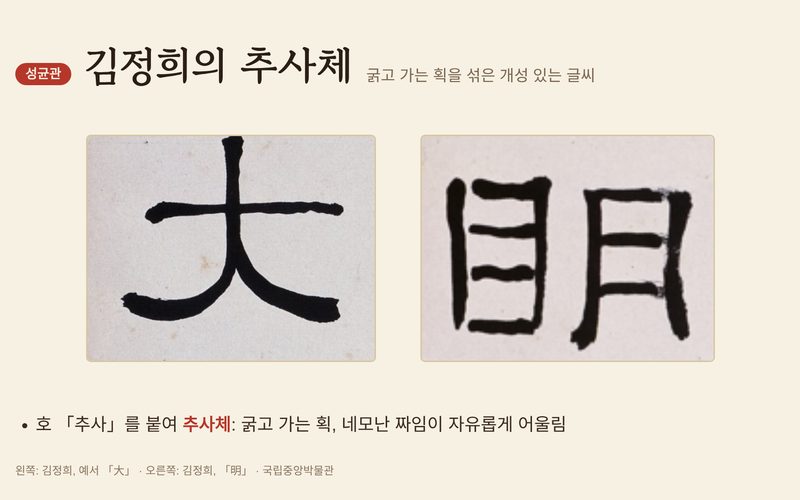 성균관 김정희의 추사체 굵고 가는 획을 섞은 개성 있는 글씨
大 明
• 호 「추사」를 붙여 추사체: 굵고 가는 획, 네모난 짜임이 자유롭게 어울림
왼쪽: 김정희, 예서 「大」 · 오른쪽: 김정희, 「明」 · 국립중앙박물관